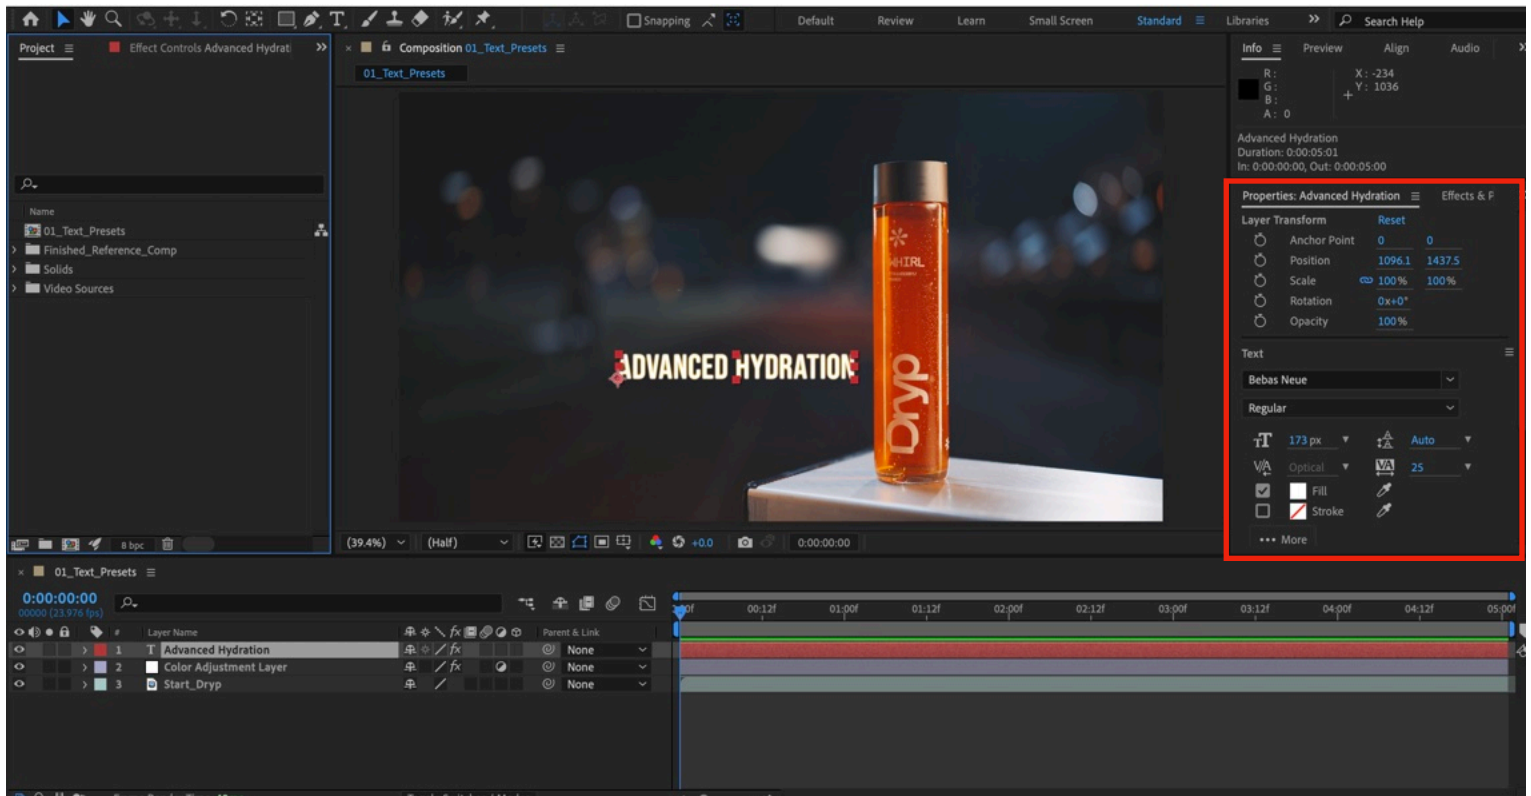 Snapping
Default
Review
Learn
Small Screen
Standard
Libraries
Search Help
Project
Effect Controls Advanced Hydrati
Composition 01_Text_Presets
Info
Preview
Align
Audio
01_Text_Presets
R:
G:
B:
A: 0
X: -234
Y: 1036
Advanced Hydration
Duration: 0:00:05:01
In: 0:00:00:00, Out: 0:00:05:00
Name
01_Text_Presets
Finished_Reference_Comp
Solids
Video Sources
WHIRL
Dryp
ADVANCED HYDRATION
Properties: Advanced Hydration
Effects & P
Layer Transform Reset
Anchor Point 0 0
Position 1096.1 1437.5
Scale 100% 100%
Rotation 0x+0°
Opacity 100%
Text
Bebas Neue
Regular
173 px Auto
Optical 25
Fill
Stroke
More
8 bpc
(39.4%) (Half) +0.0 0:00:00:00
01_Text_Presets
0:00:00:00
00000 (23.976 fps)
00:12f 01:00f 01:12f 02:00f 02:12f 03:00f 03:12f 04:00f 04:12f 05:00f
# Layer Name Parent & Link
1 T Advanced Hydration fx None
2 Color Adjustment Layer fx None
3 Start_Dryp None